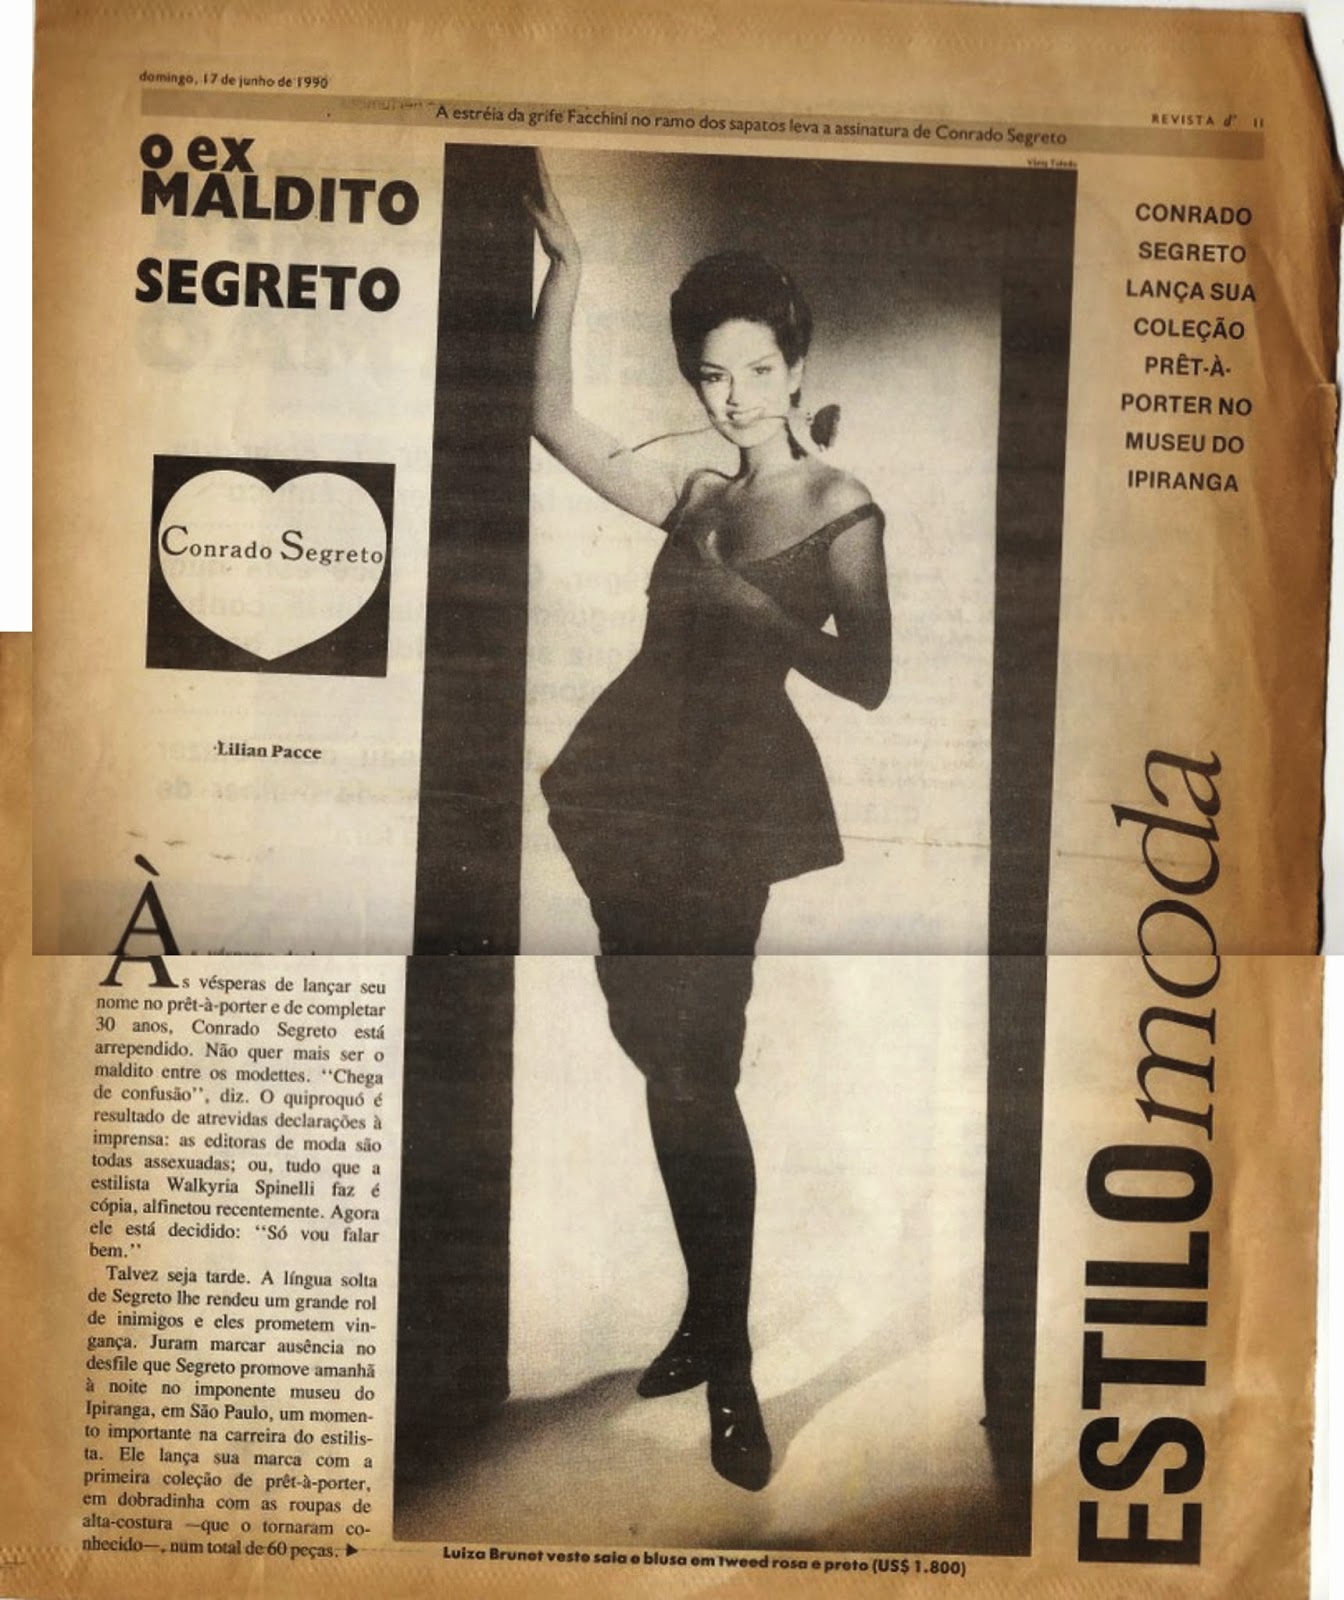 domingo, 17 de junho de 1990
A estréia da grife Facchini no ramo dos sapatos leva a assinatura de Conrado Segreto
REVISTA d' 11
o ex
MALDITO
SEGRETO
Conrado Segreto
Lilian Pacce
Às vésperas de lançar seu
nome no prêt-à-porter e de completar
30 anos, Conrado Segreto está
arrependido. Não quer mais ser o
maldito entre os modettes. “Chega
de confusão”, diz. O quiproquó é
resultado de atrevidas declarações à
imprensa: as editoras de moda são
todas assexuadas; ou, tudo que a
estilista Walkyria Spinelli faz é
cópia, alfinetou recentemente. Agora
ele está decidido: “Só vou falar
bem.”
Talvez seja tarde. A língua solta
de Segreto lhe rendeu um grande rol
de inimigos e eles prometem vin-
gança. Juram marcar ausência no
desfile que Segreto promove amanhã
à noite no imponente museu do
Ipiranga, em São Paulo, um momen-
to importante na carreira do estilis-
ta. Ele lança sua marca com a
primeira coleção de prêt-à-porter,
em dobradinha com as roupas de
alta-costura —que o tornaram co-
nhecido—, num total de 60 peças. ▶
Luiza Brunet veste saia e blusa em tweed rosa e preto (US$ 1.800)
CONRADO
SEGRETO
LANÇA SUA
COLEÇÃO
PRÊT-À-
PORTER NO
MUSEU DO
IPIRANGA
ESTILO moda